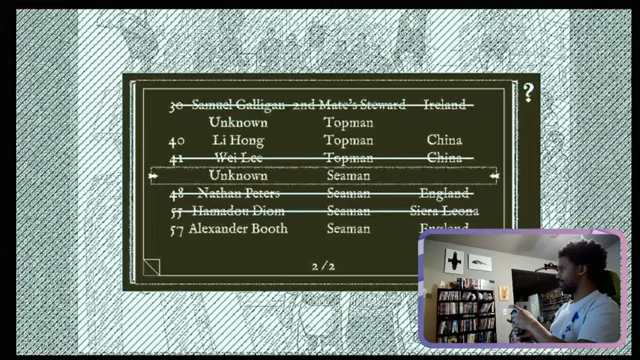 ?
30 Samuel Galligan 2nd Mate's Steward Ireland
Unknown Topman
40 Li Hong Topman China
41 Wei Lee Topman China
Unknown Seaman
48 Nathan Peters Seaman England
55 Hamadou Diom Seaman Siera Leona
57 Alexander Booth Seaman England
2/2